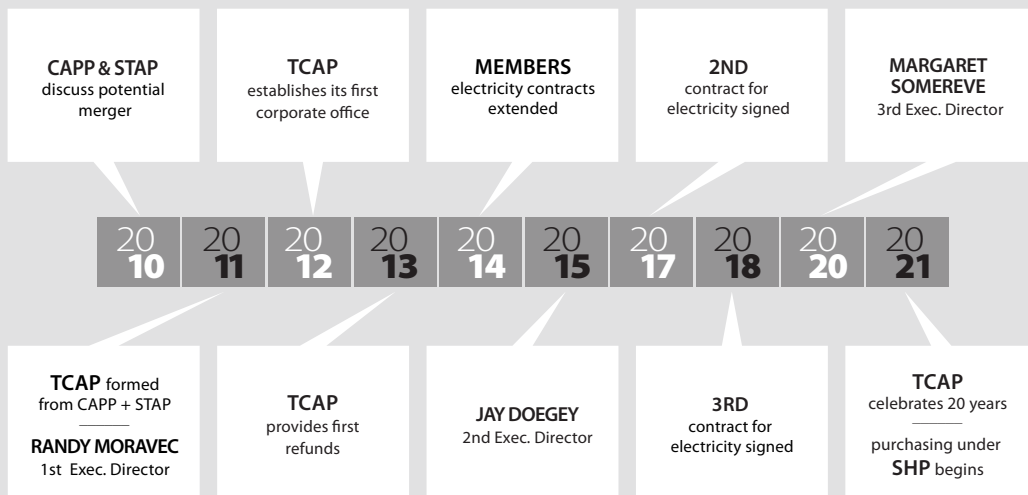 CAPP & STAP
discuss potential
merger
TCAP
establishes its first
corporate office
MEMBERS
electricity contracts
extended
2ND
contract for
electricity signed
MARGARET
SOMEREVE
3rd Exec. Director
20
10
20
11
20
12
20
13
20
14
20
15
20
17
20
18
20
20
20
21
TCAP formed
from CAPP + STAP
RANDY MORAVEC
1st Exec. Director
TCAP
provides first
refunds
JAY DOEGEY
2nd Exec. Director
3RD
contract for
electricity signed
TCAP
celebrates 20 years
purchasing under
SHP begins